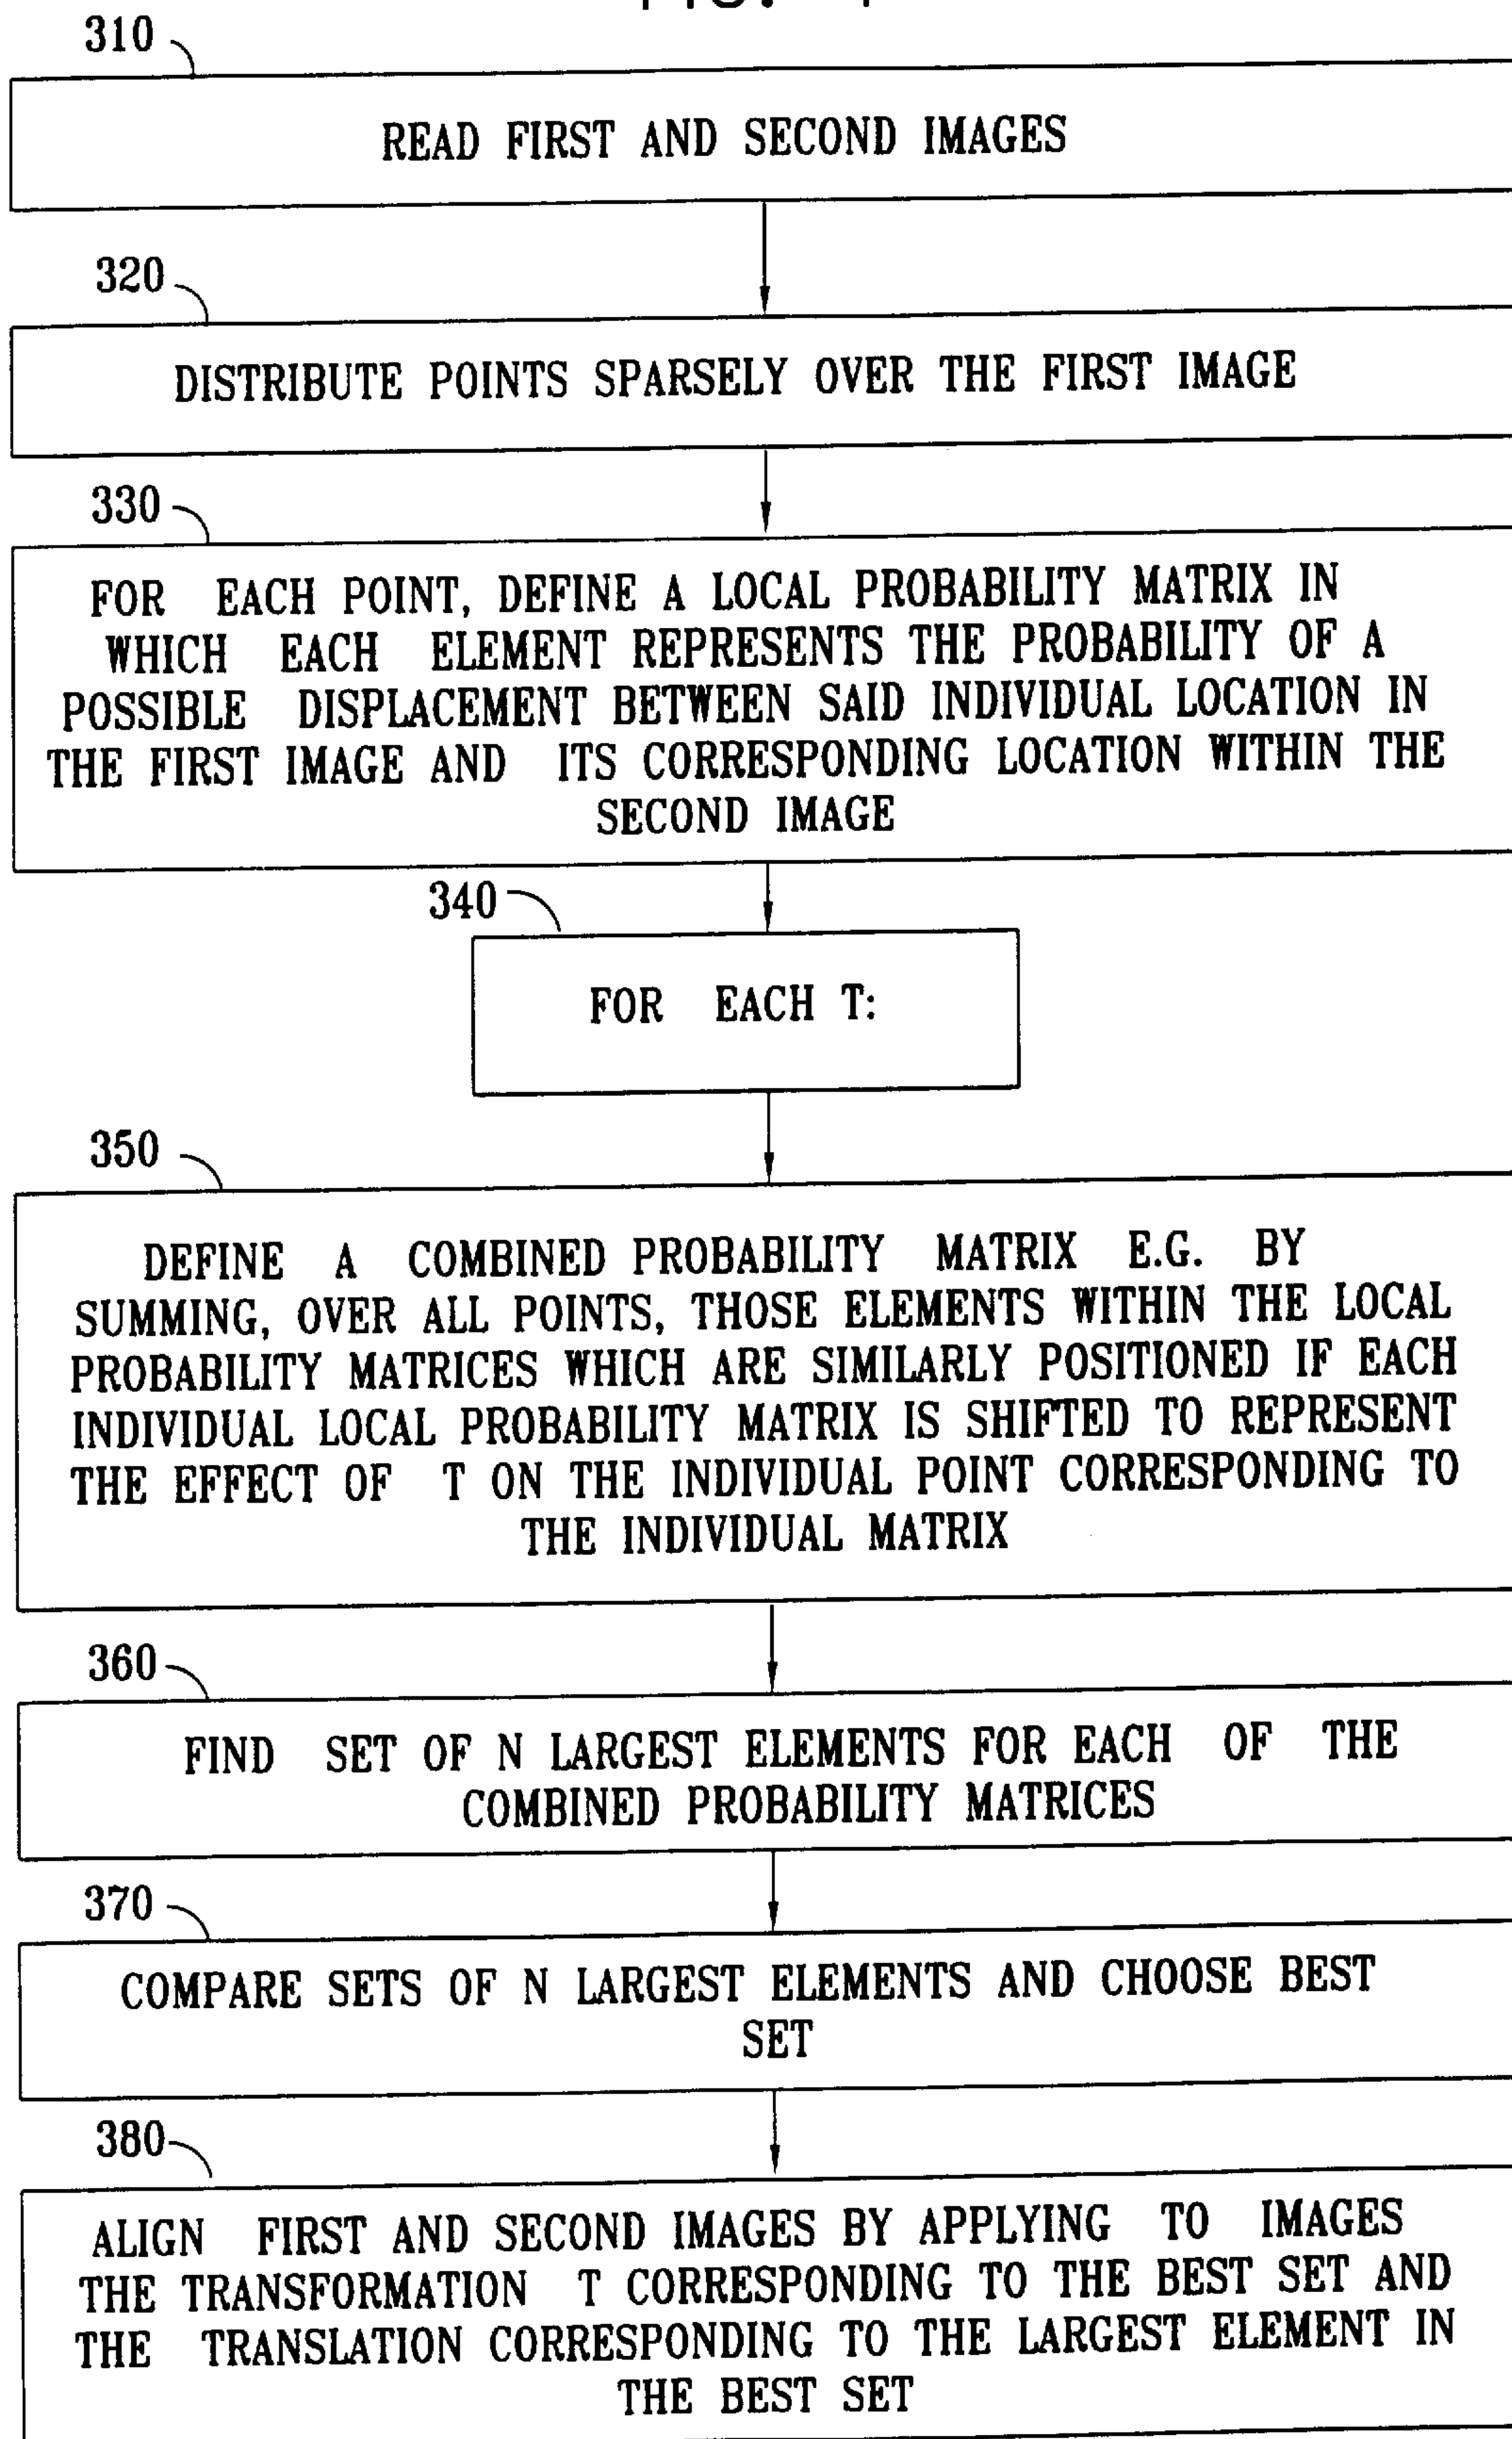 310
READ FIRST AND SECOND IMAGES
320
DISTRIBUTE POINTS SPARSELY OVER THE FIRST IMAGE
330
FOR EACH POINT, DEFINE A LOCAL PROBABILITY MATRIX IN
WHICH EACH ELEMENT REPRESENTS THE PROBABILITY OF A
POSSIBLE DISPLACEMENT BETWEEN SAID INDIVIDUAL LOCATION IN
THE FIRST IMAGE AND ITS CORRESPONDING LOCATION WITHIN THE
SECOND IMAGE
340
FOR EACH T:
350
DEFINE A COMBINED PROBABILITY MATRIX E.G. BY
SUMMING, OVER ALL POINTS, THOSE ELEMENTS WITHIN THE LOCAL
PROBABILITY MATRICES WHICH ARE SIMILARLY POSITIONED IF EACH
INDIVIDUAL LOCAL PROBABILITY MATRIX IS SHIFTED TO REPRESENT
THE EFFECT OF T ON THE INDIVIDUAL POINT CORRESPONDING TO
THE INDIVIDUAL MATRIX
360
FIND SET OF N LARGEST ELEMENTS FOR EACH OF THE
COMBINED PROBABILITY MATRICES
370
COMPARE SETS OF N LARGEST ELEMENTS AND CHOOSE BEST
SET
380
ALIGN FIRST AND SECOND IMAGES BY APPLYING TO IMAGES
THE TRANSFORMATION T CORRESPONDING TO THE BEST SET AND
THE TRANSLATION CORRESPONDING TO THE LARGEST ELEMENT IN
THE BEST SET